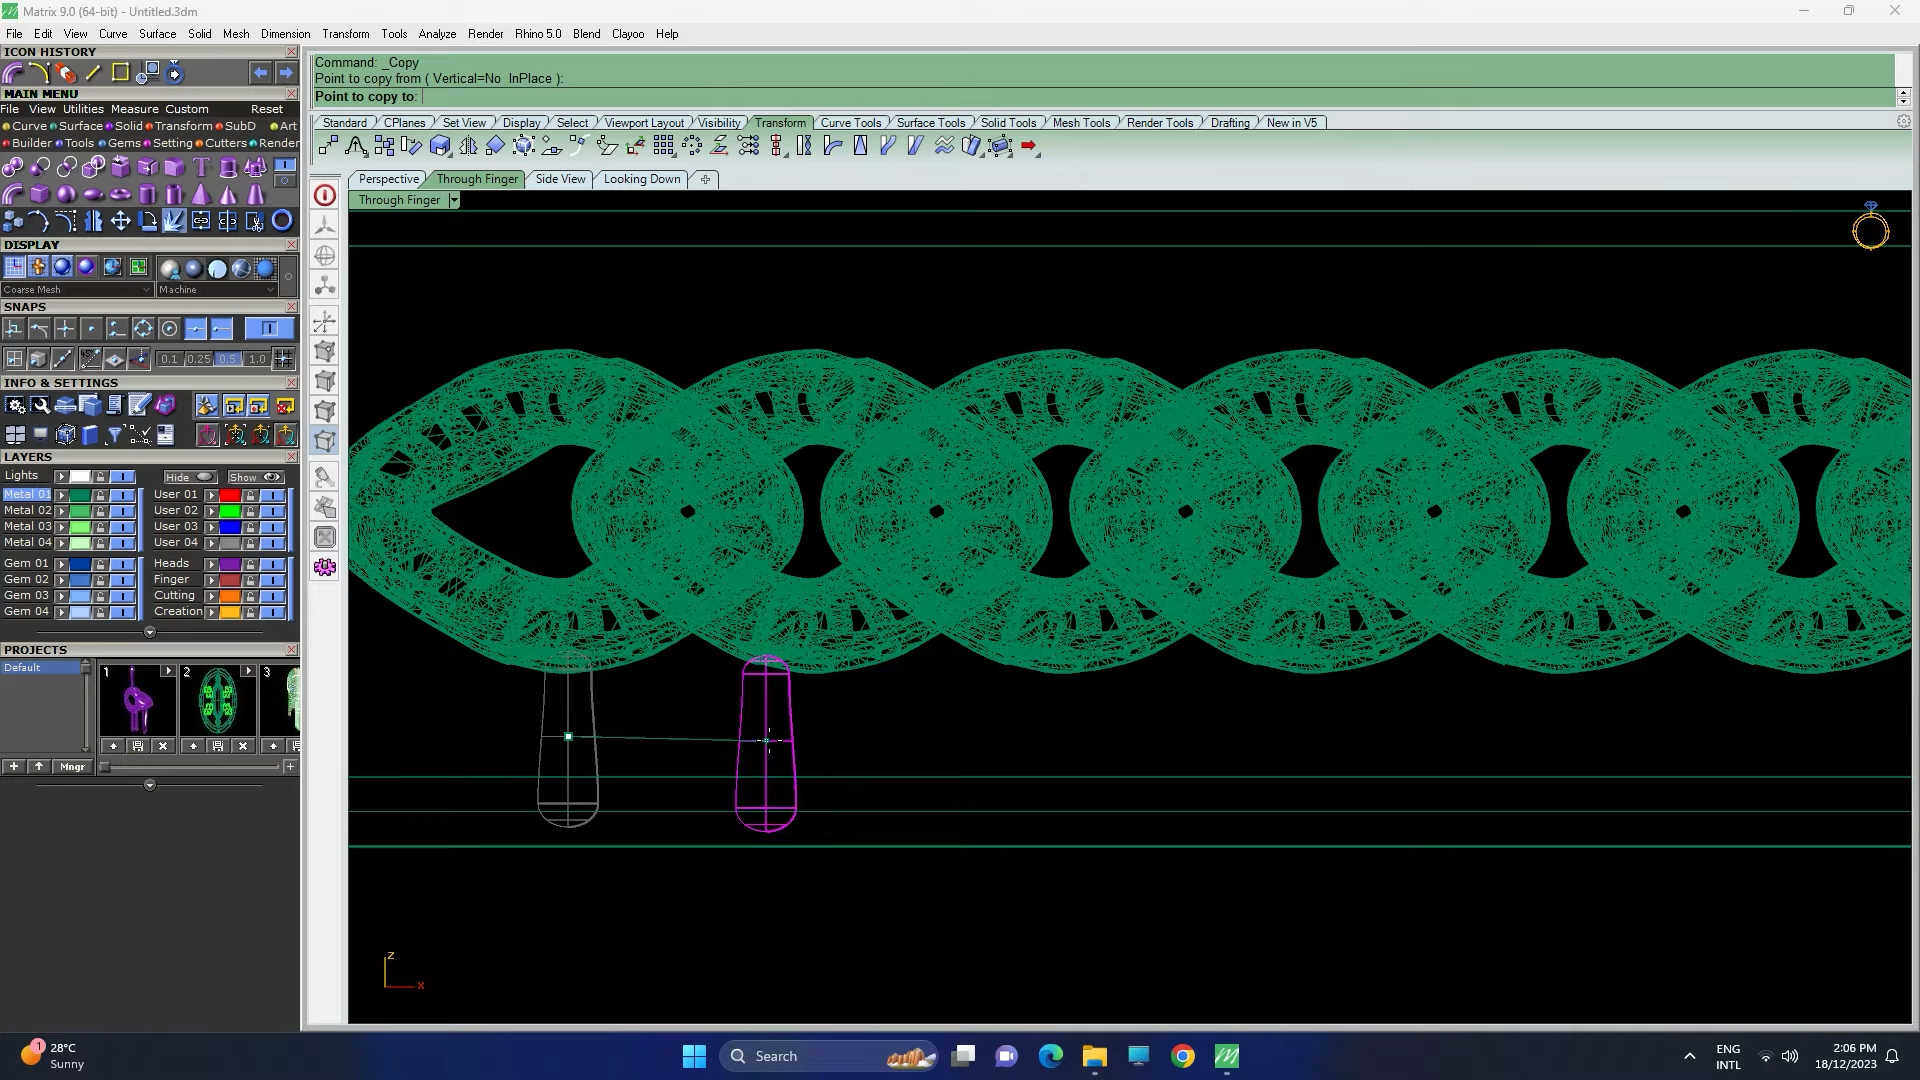 Matrix 9.0 (64-bit) - Untitled.3dm
File Edit View Curve Surface Solid Mesh Dimension Transform Tools Analyze Render Rhino 5.0 Blend Clayoo Help
ICON HISTORY
MAIN MENU
File View Utilities Measure Custom Reset
Curve Surface Solid Transform SubD Art
Builder Tools Gems Setting Cutters Render
DISPLAY
Coarse Mesh Machine
SNAPS
0.1 0.25 0.5 1.0
INFO & SETTINGS
LAYERS
Lights Hide Show
Metal 01 User 01
Metal 02 User 02
Metal 03 User 03
Metal 04 User 04
Gem 01 Heads
Gem 02 Finger
Gem 03 Cutting
Gem 04 Creation
PROJECTS
Default
1 2 3
Mngr
Command: _Copy
Point to copy from ( Vertical=No InPlace ):
Point to copy to:
Standard CPlanes Set View Display Select Viewport Layout Visibility Transform Curve Tools Surface Tools Solid Tools Mesh Tools Render Tools Drafting New in V5
Perspective Through Finger Side View Looking Down
Through Finger
z
x
1
28°C
Sunny
Search
ENG
INTL
2:06 PM
18/12/2023